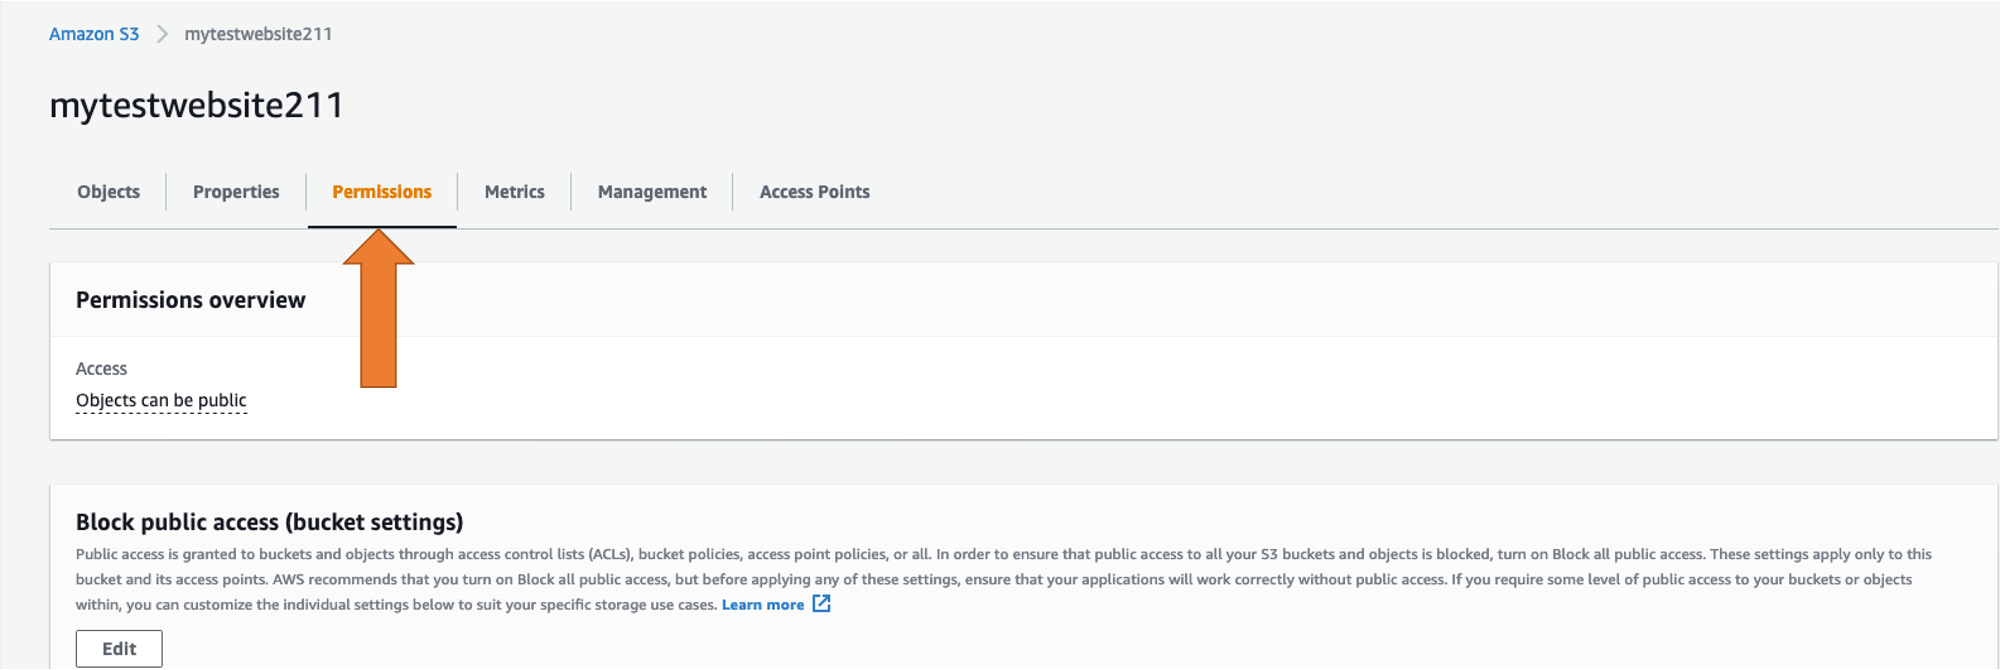 Amazon S3 > mytestwebsite211
mytestwebsite211
Objects Properties Permissions Metrics Management Access Points
Permissions overview
Access
Objects can be public
Block public access (bucket settings)
Public access is granted to buckets and objects through access control lists (ACLs), bucket policies, access point policies, or all. In order to ensure that public access to all your S3 buckets and objects is blocked, turn on Block all public access. These settings apply only to this
bucket and its access points. AWS recommends that you turn on Block all public access, but before applying any of these settings, ensure that your applications will work correctly without public access. If you require some level of public access to your buckets or objects
within, you can customize the individual settings below to suit your specific storage use cases. Learn more
Edit